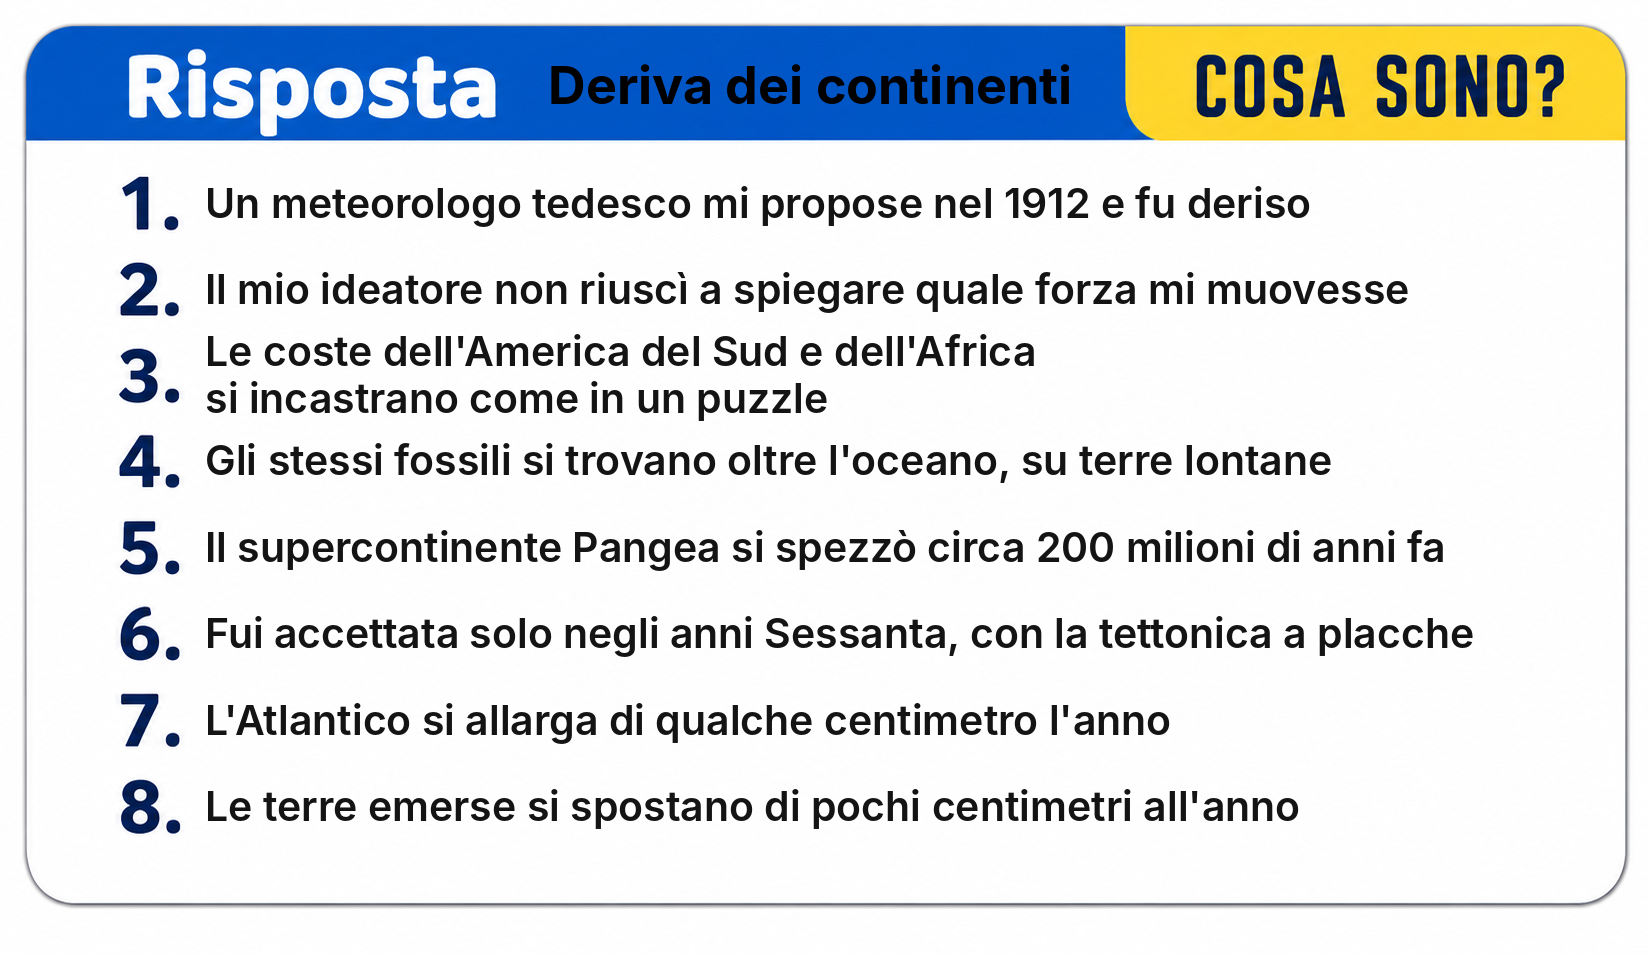 Risposta Deriva dei continenti COSA SONO?
1. Un meteorologo tedesco mi propose nel 1912 e fu deriso
2. Il mio ideatore non riuscì a spiegare quale forza mi muovesse
3. Le coste dell'America del Sud e dell'Africa
si incastrano come in un puzzle
4. Gli stessi fossili si trovano oltre l'oceano, su terre lontane
5. Il supercontinente Pangea si spezzò circa 200 milioni di anni fa
6. Fui accettata solo negli anni Sessanta, con la tettonica a placche
7. L'Atlantico si allarga di qualche centimetro l'anno
8. Le terre emerse si spostano di pochi centimetri all'anno